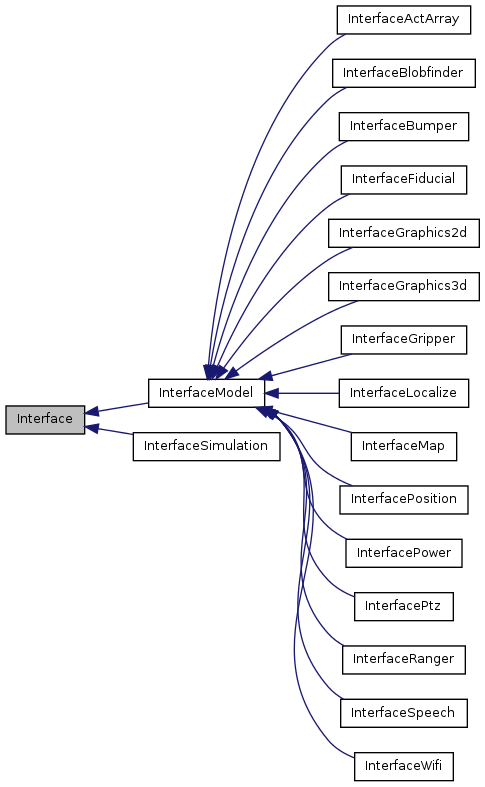 InterfaceActArray
InterfaceBlobfinder
InterfaceBumper
InterfaceFiducial
InterfaceGraphics2d
InterfaceGraphics3d
InterfaceGripper
InterfaceModel
InterfaceLocalize
Interface
InterfaceSimulation
InterfaceMap
InterfacePosition
InterfacePower
InterfacePtz
InterfaceRanger
InterfaceSpeech
InterfaceWifi